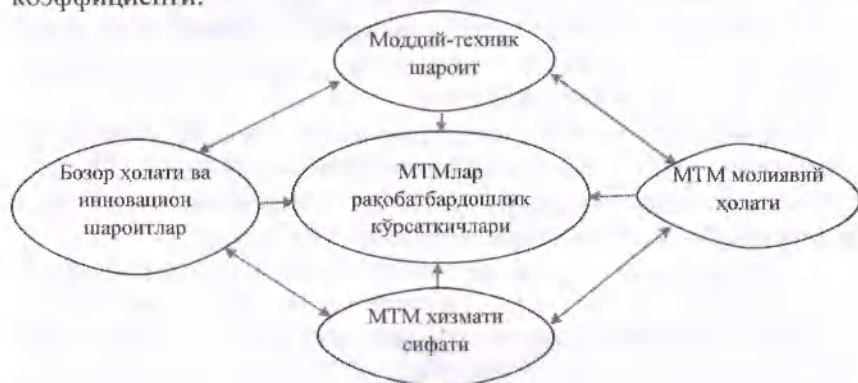 коэффициенти.
Моддий-техник
шароит
Бозор ҳолати ва
инновацион
шароитлар
МТМлар
рақобатбардошлик
кўрсаткичлари
МТМ молиявий
ҳолати
МТМ хизмати
сифати